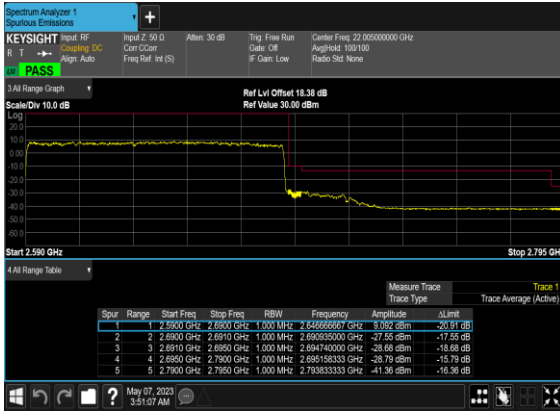 Spectrum Analyzer 1
Spurious Emissions
+
KEYSIGHT
R T
Input: RF
Coupling: DC
Align: Auto
Input Z: 50 Ω
Corr CCorr
Freq Ref: Int (S)
Atten: 30 dB
Trig: Free Run
Gate: Off
IF Gain: Low
Center Freq: 22.005000000 GHz
Avg|Hold: 100/100
Radio Std: None
PASS
3 All Range Graph
Scale/Div 10.0 dB
Ref Lvl Offset 18.38 dB
Ref Value 30.00 dBm
Log
20.0
10.0
0.00
-10.0
-20.0
-30.0
-40.0
-50.0
-60.0
Start 2.590 GHz
Stop 2.795 GH
4 All Range Table
Measure Trace Trace 1
Trace Type Trace Average (Active)
Spur Range Start Freq Stop Freq RBW Frequency Amplitude ΔLimit
1 1 2.5900 GHz 2.6900 GHz 1.000 MHz 2.646666667 GHz 9.092 dBm -20.91 dB
2 2 2.6900 GHz 2.6910 GHz 1.000 MHz 2.690935000 GHz -27.55 dBm -17.55 dB
3 3 2.6910 GHz 2.6950 GHz 1.000 MHz 2.694740000 GHz -28.68 dBm -18.68 dB
4 4 2.6950 GHz 2.7900 GHz 1.000 MHz 2.695158333 GHz -28.79 dBm -15.79 dB
5 5 2.7900 GHz 2.7950 GHz 1.000 MHz 2.793833333 GHz -41.36 dBm -16.36 dB
?
May 07, 2023
3:51:07 AM